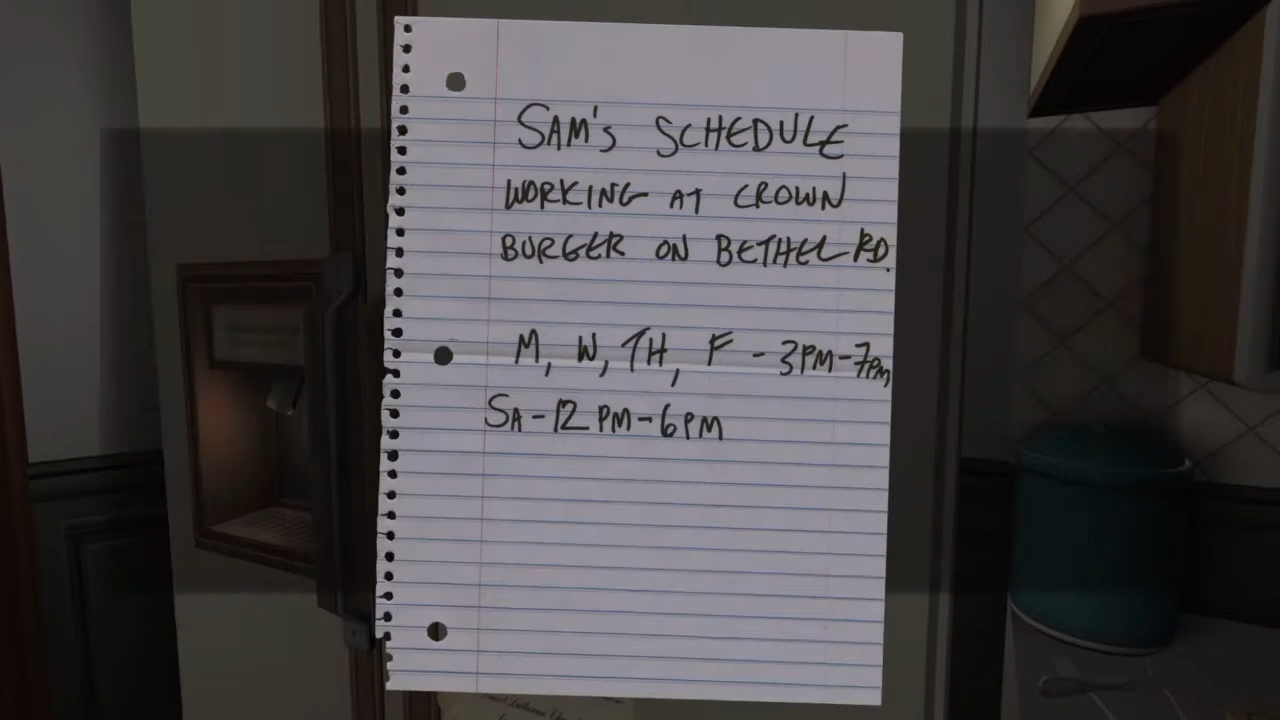 SAM'S SCHEDULE
WORKING AT CROWN
BURGER ON BETHEL RD.
M, W, TH, F - 3PM-7PM,
SA-12 PM-6PM